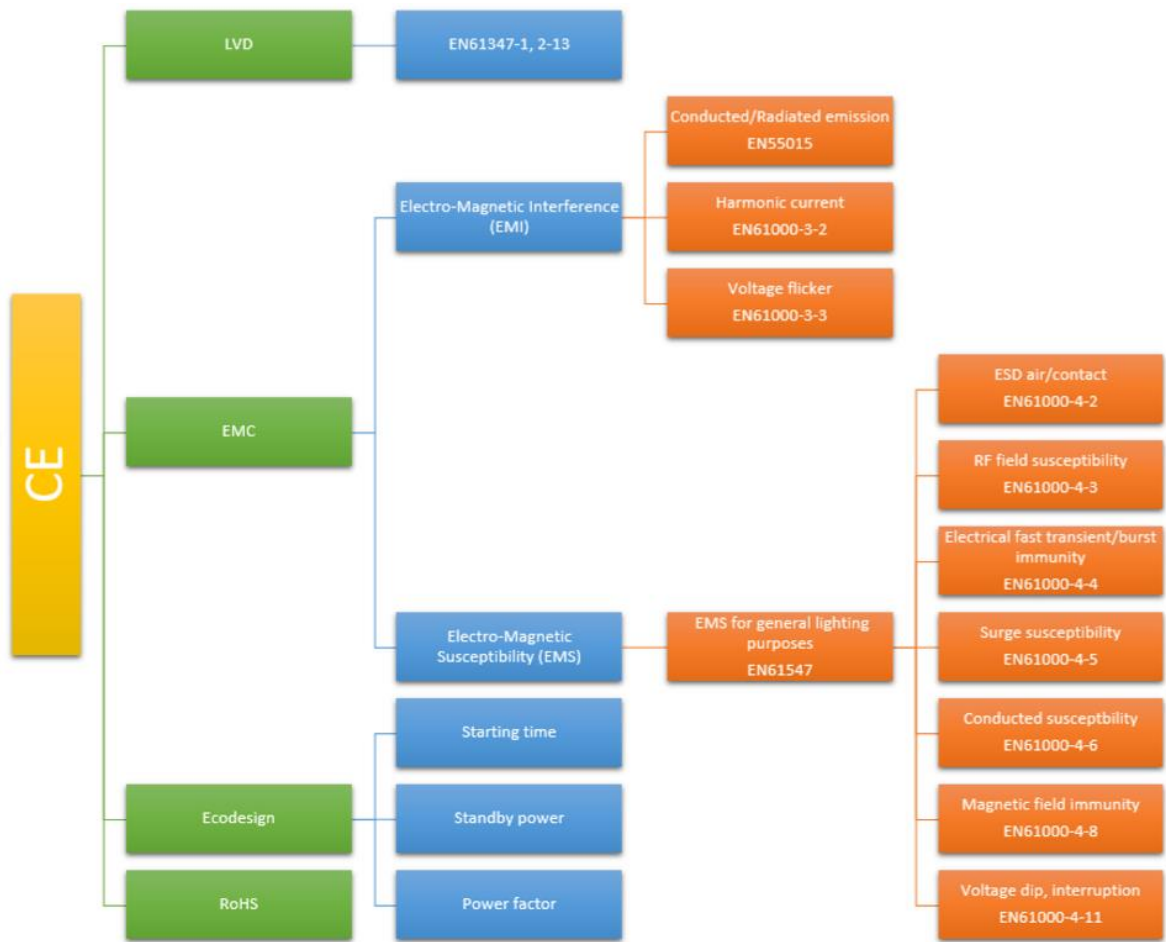 CE
LVD
EN61347-1, 2-13
EMC
Electro-Magnetic Interference
(EMI)
Conducted/Radiated emission
EN55015
Harmonic current
EN61000-3-2
Voltage flicker
EN61000-3-3
Electro-Magnetic
Susceptibility (EMS)
EMS for general lighting
purposes
EN61547
ESD air/contact
EN61000-4-2
RF field susceptibility
EN61000-4-3
Electrical fast transient/burst
immunity
EN61000-4-4
Surge susceptibility
EN61000-4-5
Conducted susceptbility
EN61000-4-6
Magnetic field immunity
EN61000-4-8
Voltage dip, interruption
EN61000-4-11
Ecodesign
Starting time
Standby power
Power factor
RoHS